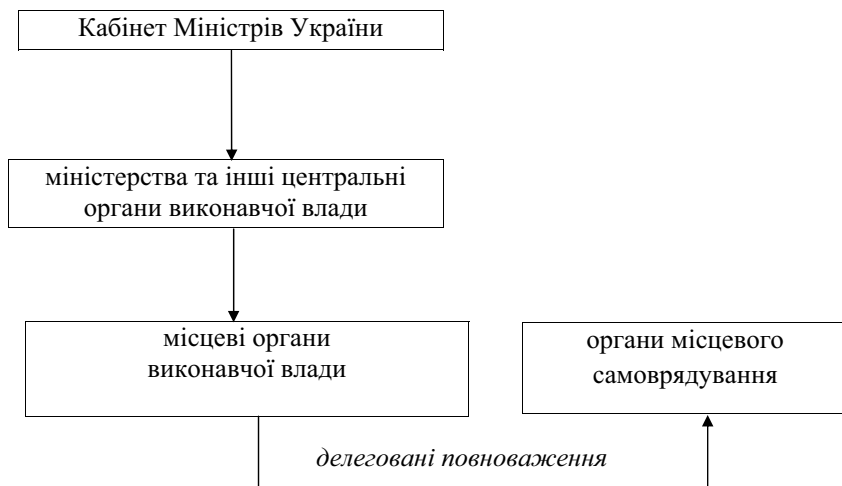 Кабінет Міністрів України
міністерства та інші центральні
органи виконавчої влади
місцеві органи
виконавчої влади
органи місцевого
самоврядування
делеговані повноваження